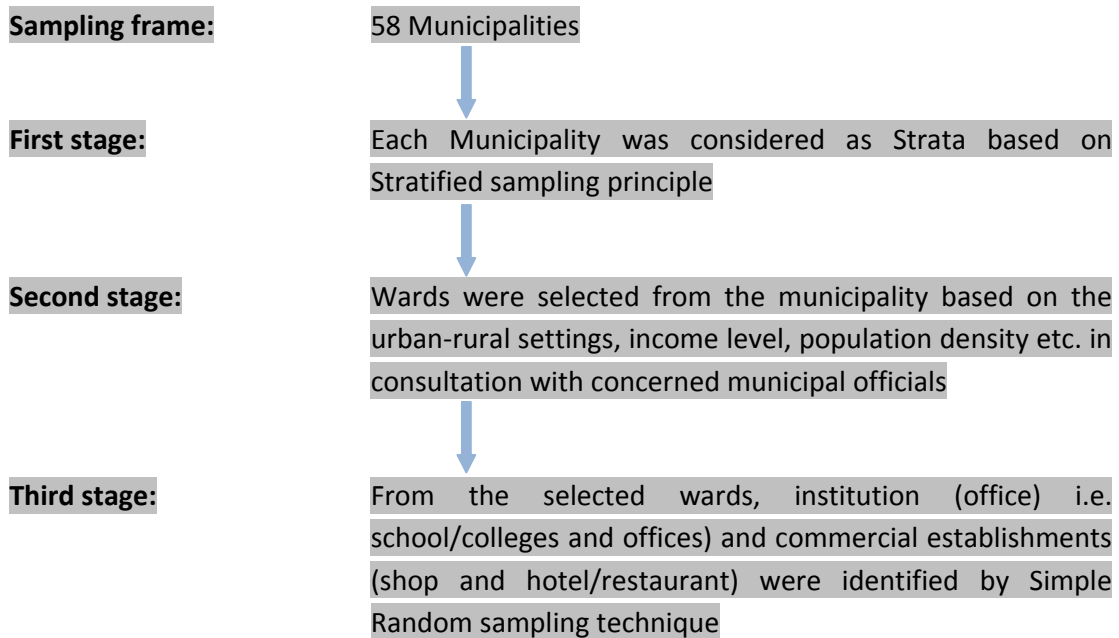 Sampling frame: 58 Municipalities
First stage: Each Municipality was considered as Strata based on
Stratified sampling principle
Second stage: Wards were selected from the municipality based on the
urban-rural settings, income level, population density etc. in
consultation with concerned municipal officials
Third stage: From the selected wards, institution (office) i.e.
school/colleges and offices) and commercial establishments
(shop and hotel/restaurant) were identified by Simple
Random sampling technique